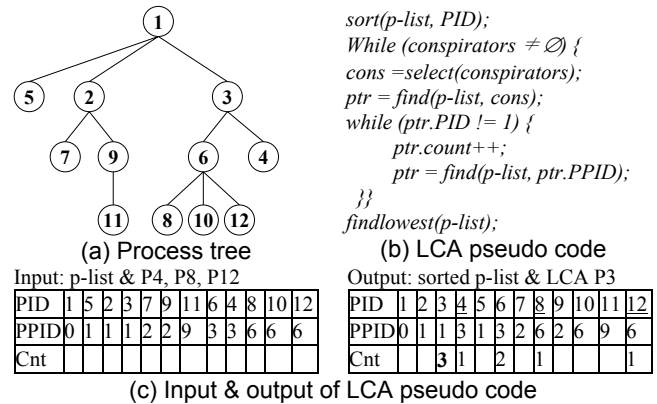 1
5 2 3
7 9 6 4
11 8 10 12
(a) Process tree
sort(p-list, PID);
While (conspirators ≠ ∅) {
cons =select(conspirators);
ptr = find(p-list, cons);
while (ptr.PID != 1) {
ptr.count++;
ptr = find(p-list, ptr.PPID);
}}
findlowest(p-list);
(b) LCA pseudo code
Input: p-list & P4, P8, P12
PID 1 5 2 3 7 9 11 6 4 8 10 12
PPID 0 1 1 1 2 2 9 3 3 6 6 6
Cnt
Output: sorted p-list & LCA P3
PID 1 2 3 4 5 6 7 8 9 10 11 12
PPID 0 1 1 3 1 3 2 6 2 6 9 6
Cnt 3 1 2 1 1
(c) Input & output of LCA pseudo code